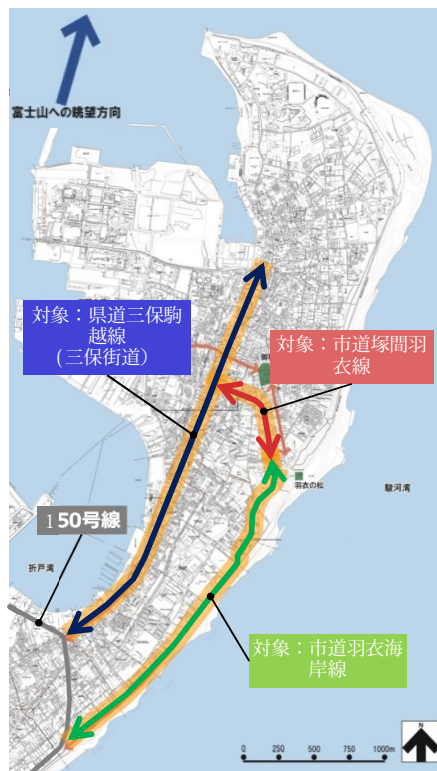 富士山への眺望方向
対象：県道三保駒
越線
(三保街道)
対象：市道塚間羽
衣線
羽衣の松
駿河湾
150号線
折戸湾
対象：市道羽衣海
岸線
N
0 250 500 750 1000m